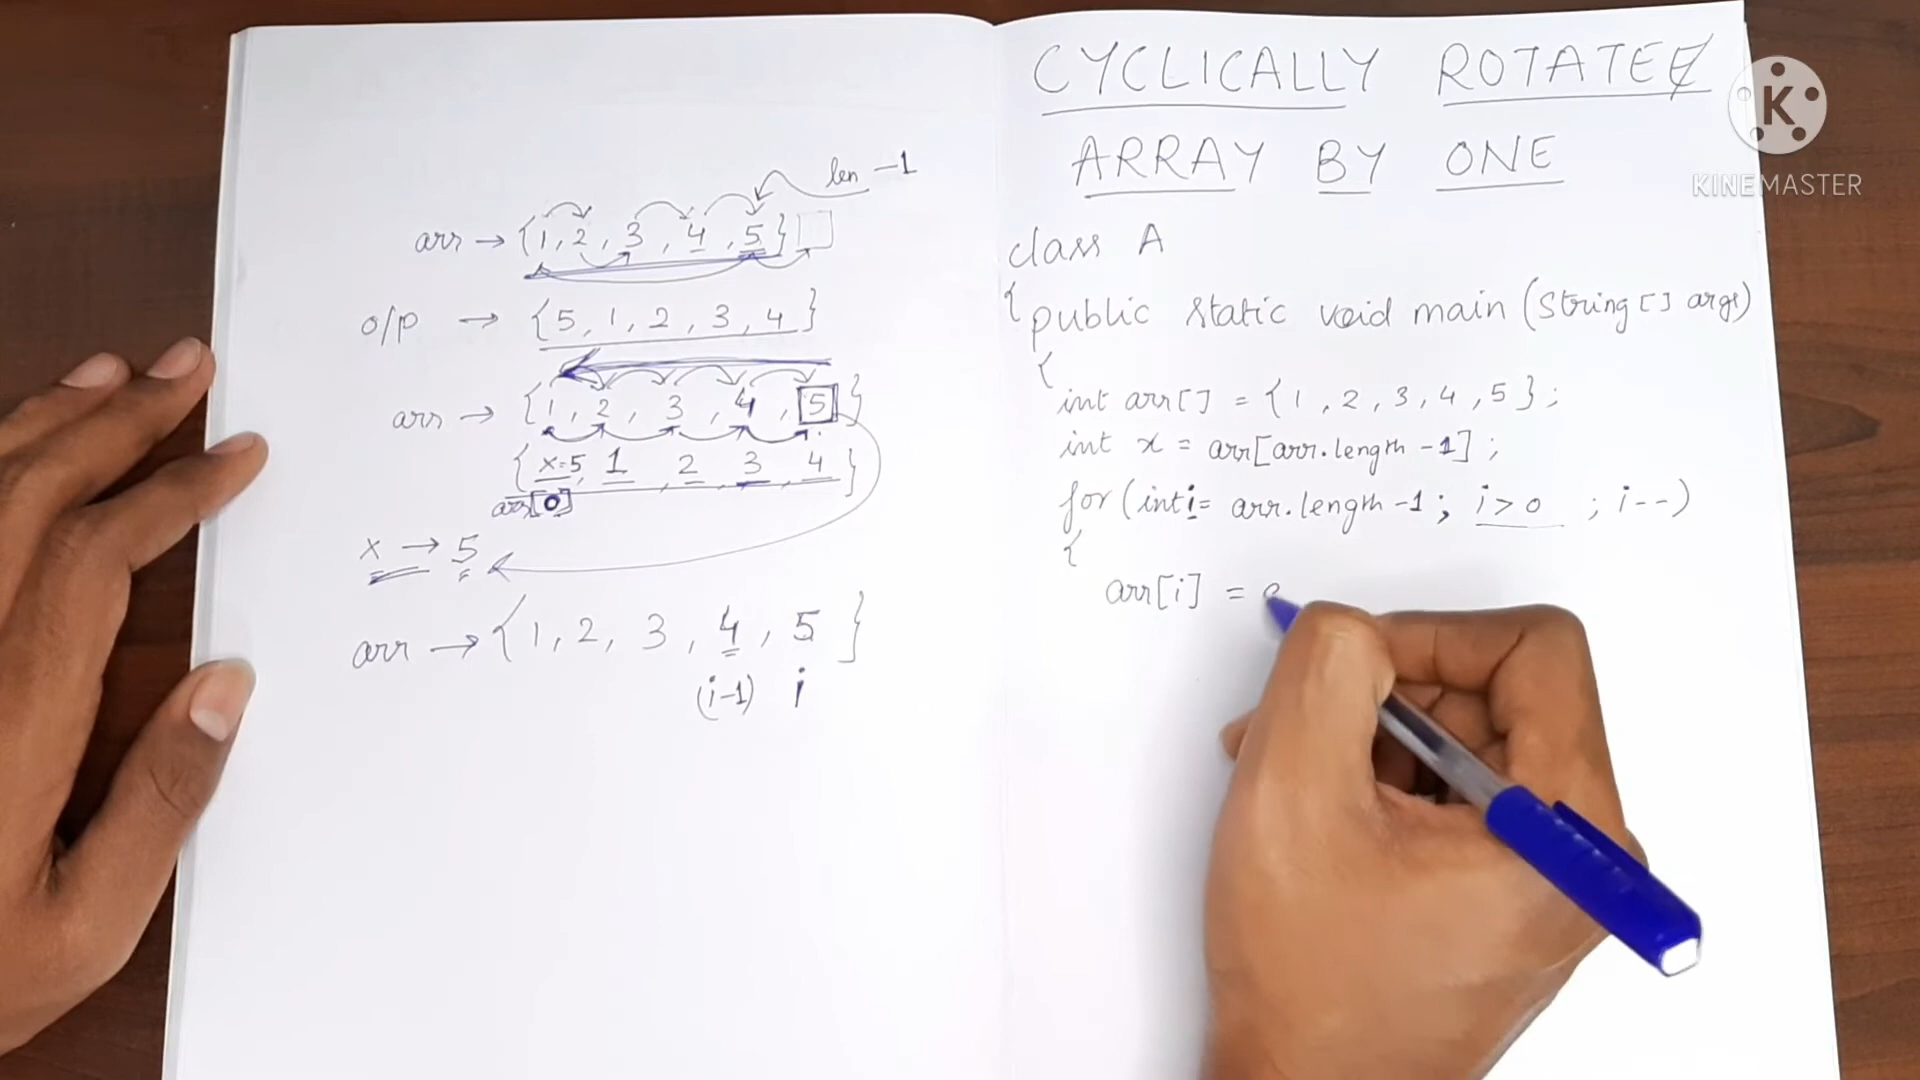 len -1
arr → {1, 2, 3, 4, 5}
o/p → {5, 1, 2, 3, 4}
arr → {1, 2, 3, 4, 5}
{x=5, 1, 2, 3, 4}
arr[0]
x → 5
arr → {1, 2, 3, 4, 5}
(i-1) i
CYCLICALLY ROTATE
ARRAY BY ONE
class A
{ public static void main (String [] args)
{
int arr[] = {1, 2, 3, 4, 5};
int x = arr[arr.length -1];
for (int i= arr.length -1; i>0 ; i--)
{
arr[i] =
K
KINEMASTER